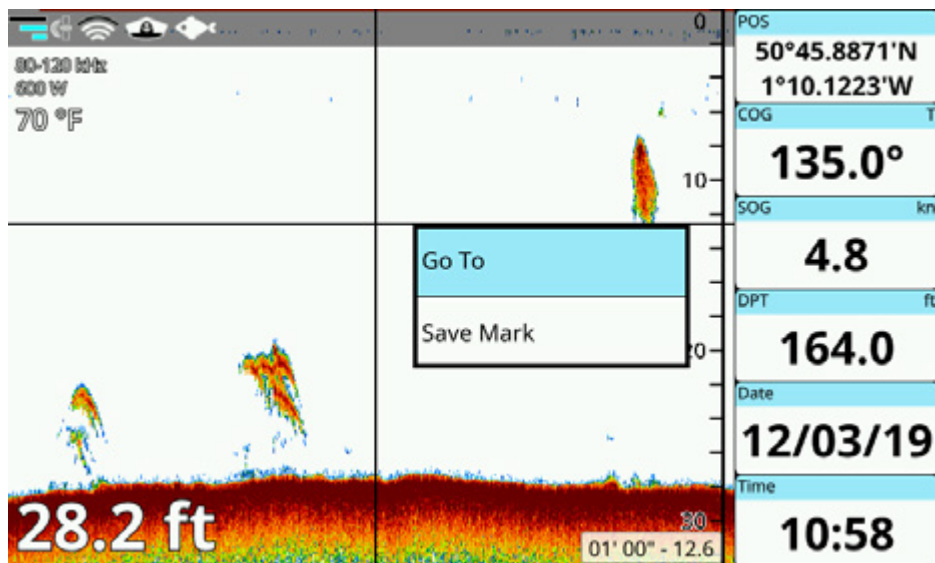 80-120 kHz
600 W
70 °F
0
10
20
30
Go To
Save Mark
28.2 ft
01' 00" - 12.6
POS
50°45.8871'N
1°10.1223'W
COG T
135.0°
SOG kn
4.8
DPT ft
164.0
Date
12/03/19
Time
10:58